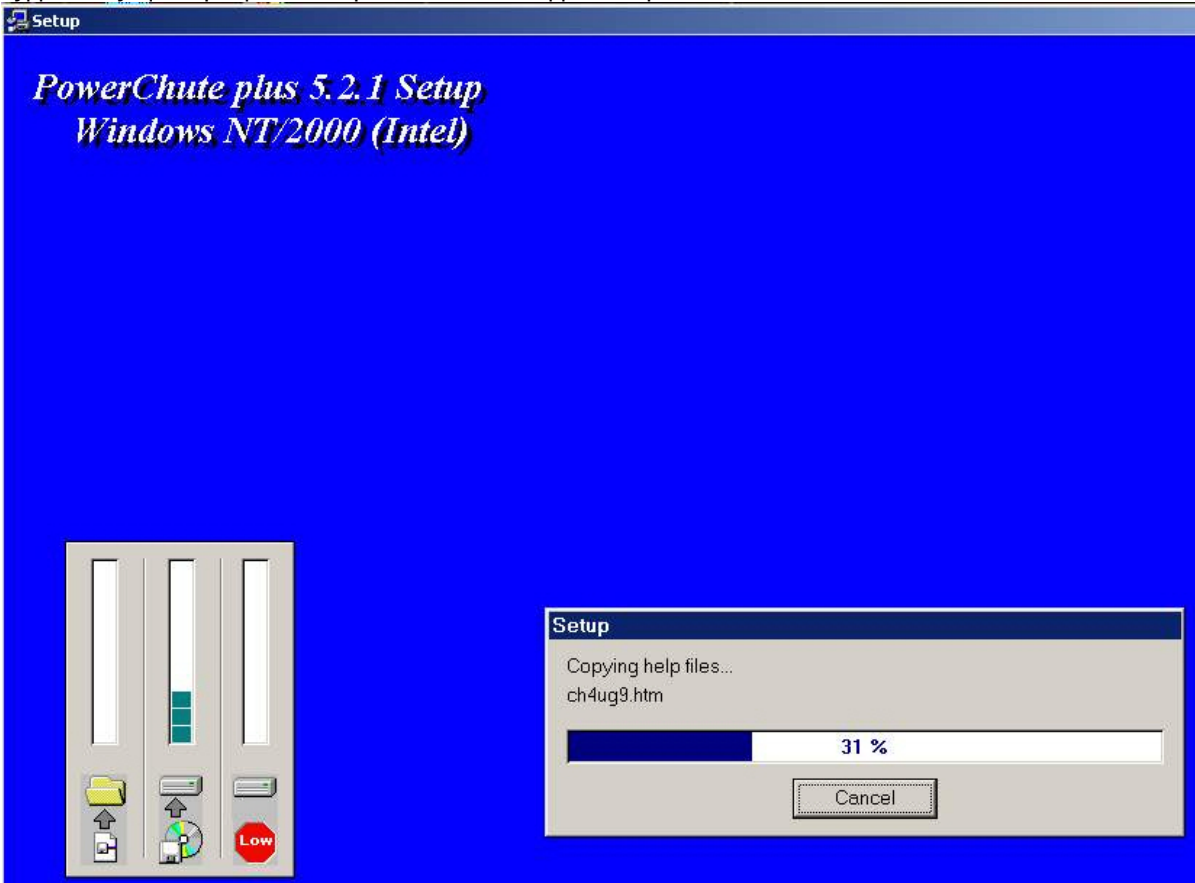 Setup
PowerChute plus 5.2.1 Setup
Windows NT/2000 (Intel)
Setup
Copying help files...
ch4ug9.htm
31 %
Cancel
Low